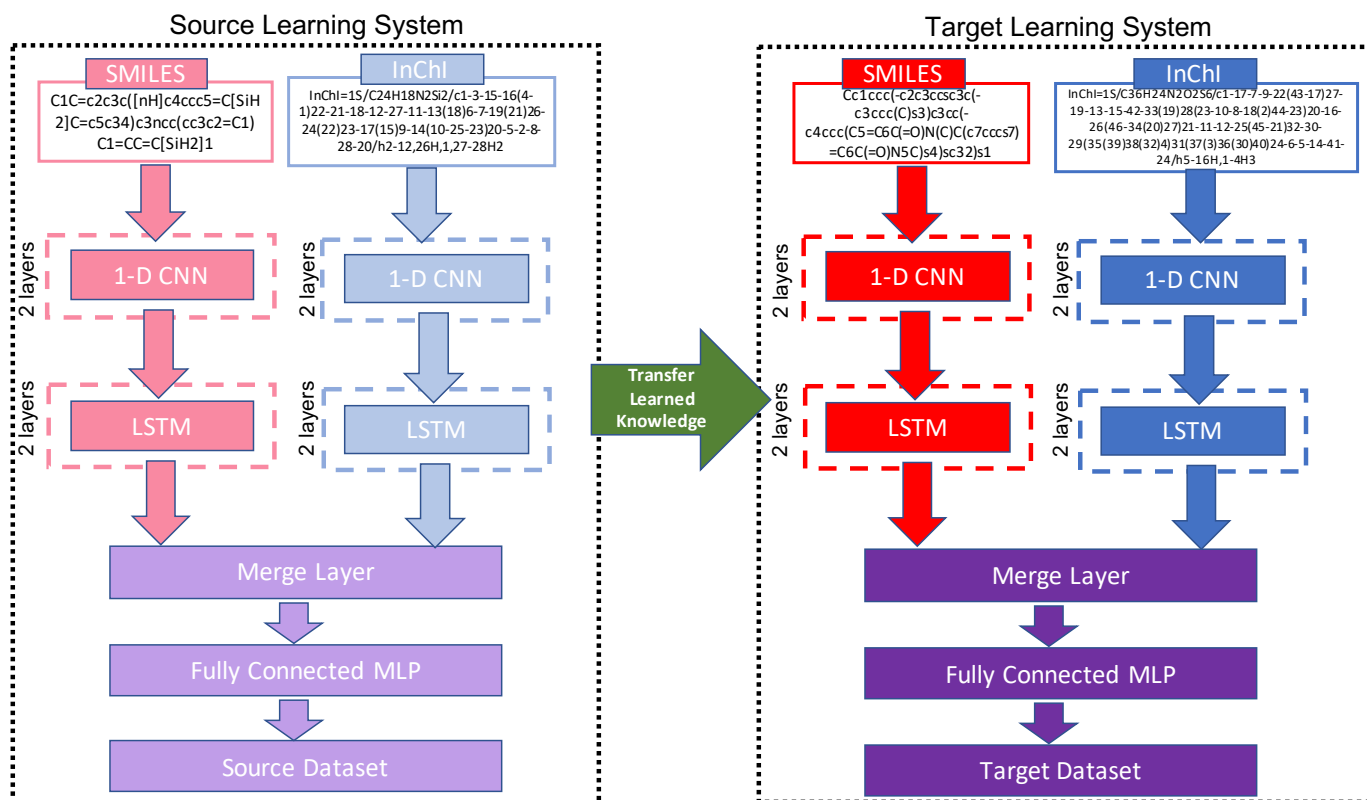 Source Learning System
SMILES
C1C=c2c3c([nH]c4ccc5=C[SiH
2]C=c5c34)c3ncc(cc3c2=C1)
C1=CC=C[SiH2]1
InChI
InChI=1S/C24H18N2Si2/c1-3-15-16(4-
1)22-21-18-12-27-11-13(18)6-7-19(21)26-
24(22)23-17(15)9-14(10-25-23)20-5-2-8-
28-20/h2-12,26H,1,27-28H2
2 layers
1-D CNN
2 layers
1-D CNN
2 layers
LSTM
2 layers
LSTM
Merge Layer
Fully Connected MLP
Source Dataset
Transfer
Learned
Knowledge
Target Learning System
SMILES
Cc1ccc(-c2c3ccsc3c(-
c3ccc(C)s3)c3cc(-
c4ccc(C5=C6C(=O)N(C)C(c7cccs7)
=C6C(=O)N5C)s4)sc32)s1
InChI
InChI=1S/C36H24N2O2S6/c1-17-7-9-22(43-17)27-
19-13-15-42-33(19)28(23-10-8-18(2)44-23)20-16-
26(46-34(20)27)21-11-12-25(45-21)32-30-
29(35(39)38(32)4)31(37(3)36(30)40)24-6-5-14-41-
24/h5-16H,1-4H3
2 layers
1-D CNN
2 layers
1-D CNN
2 layers
LSTM
2 layers
LSTM
Merge Layer
Fully Connected MLP
Target Dataset